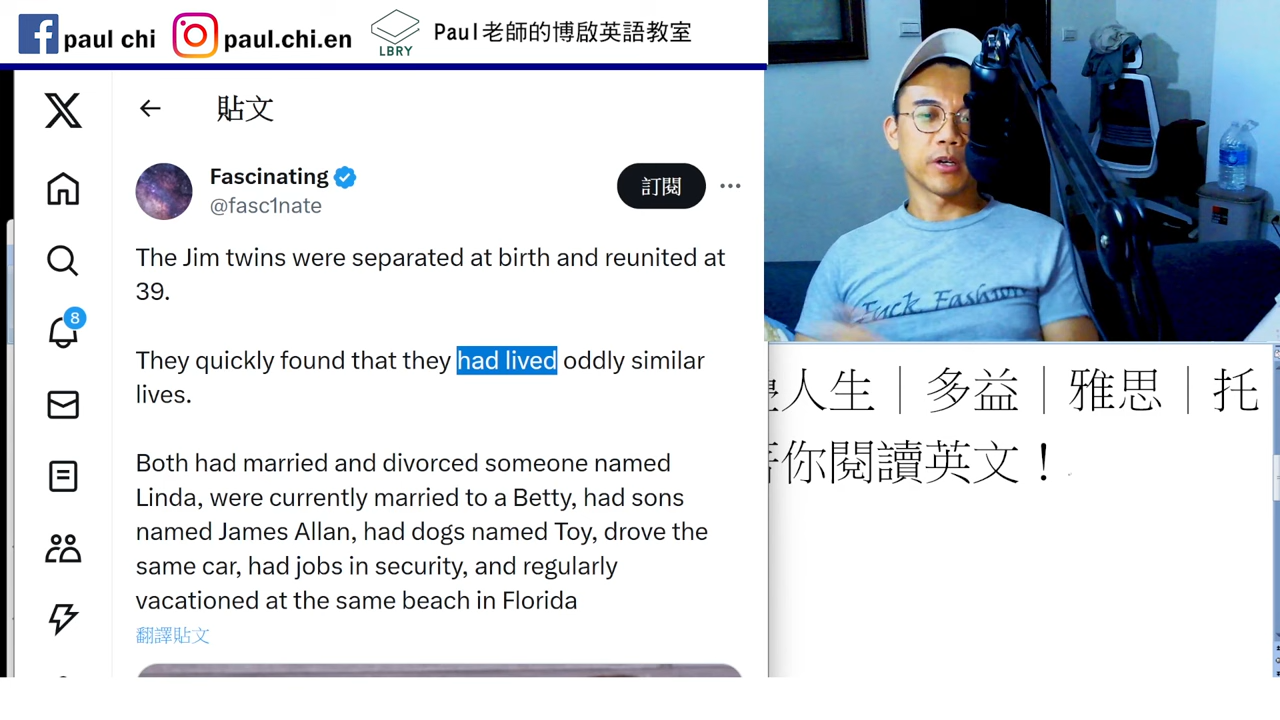 paul chi
paul.chi.en
LBRY
Paul老師的博啟英語教室
貼文
Fascinating
@fasc1nate
訂閱
The Jim twins were separated at birth and reunited at
39.
They quickly found that they had lived oddly similar
lives.
Both had married and divorced someone named
Linda, were currently married to a Betty, had sons
named James Allan, had dogs named Toy, drove the
same car, had jobs in security, and regularly
vacationed at the same beach in Florida
翻譯貼文
8
Fuck Fashion
人生｜多益｜雅思｜托
你閱讀英文！